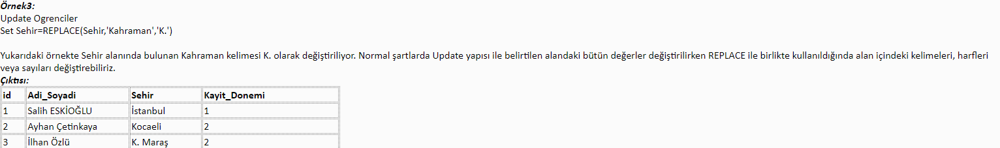 Örnek3:
Update Ogrenciler
Set Sehir=REPLACE(Sehir,'Kahraman','K.')
Yukarıdaki örnekte Sehir alanında bulunan Kahraman kelimesi K. olarak değiştiriliyor. Normal şartlarda Update yapısı ile belirtilen alandaki bütün değerler değiştirilirken REPLACE ile birlikte kullanıldığında alan içindeki kelimeleri, harfleri
veya sayıları değiştirebiliriz.
Çıktısı:
id Adi_Soyadi Sehir Kayit_Donemi
1 Salih ESKİOĞLU İstanbul 1
2 Ayhan Çetinkaya Kocaeli 2
3 İlhan Özlü K. Maraş 2